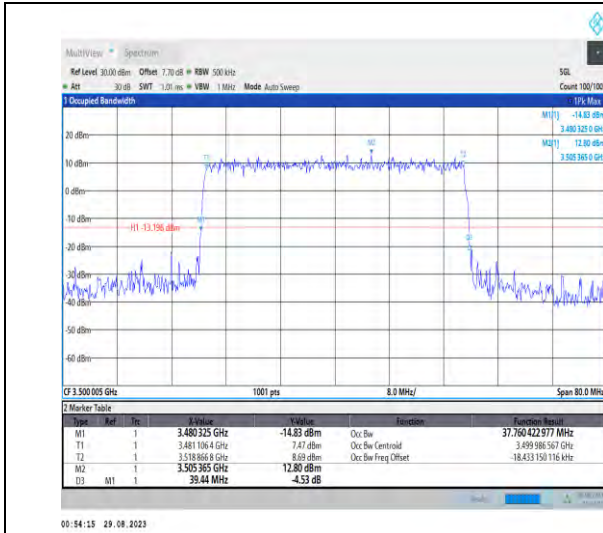 MultiView Spectrum
Ref Level 30.00 dBm Offset 7.70 dB RBW 500 kHz SGL
Att 30 dB SWT 1.01 ms VBW 1 MHz Mode Auto Sweep Count 100/100
1 Occupied Bandwidth 1Pk Max
M1[1] -14.83 dBm
3.480 325 0 GHz
20 dBm
M2[1] 12.80 dBm
3.505 365 0 GHz
M2
T1
T2
10 dBm
0 dBm
-10 dBm
M1
H1 -13.196 dBm
-20 dBm
D3
-30 dBm
-40 dBm
-50 dBm
-60 dBm
CF 3.500 005 GHz 1001 pts 8.0 MHz/ Span 80.0 MHz
2 Marker Table
Type Ref Trc X-Value Y-Value Function Function Result
M1 1 3.480 325 GHz -14.83 dBm Occ Bw 37.760 422 977 MHz
T1 1 3.481 106 4 GHz 7.47 dBm Occ Bw Centroid 3.499 986 567 GHz
T2 1 3.518 866 8 GHz 8.69 dBm Occ Bw Freq Offset -18.433 150 116 kHz
M2 1 3.505 365 GHz 12.80 dBm
D3 M1 1 39.44 MHz -4.53 dB
00:54:15 29.08.2023